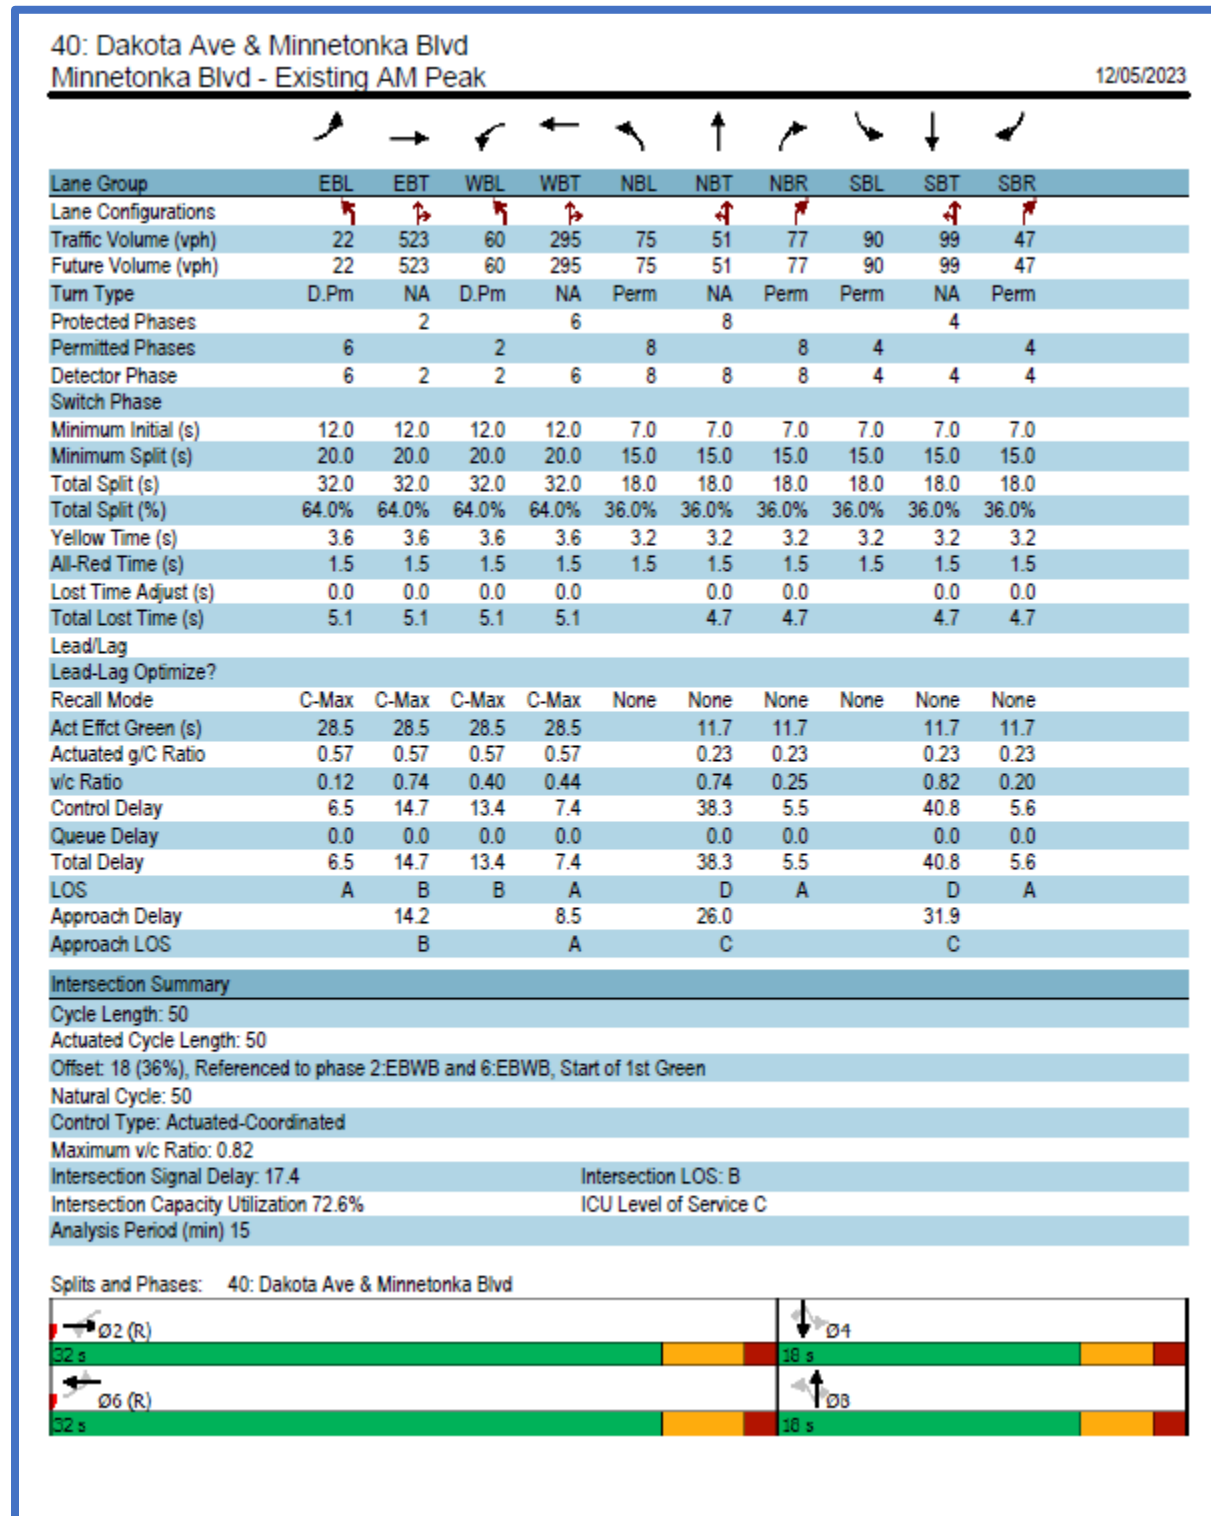 40: Dakota Ave & Minnetonka Blvd
Minnetonka Blvd - Existing AM Peak 12/05/2023
Lane Group EBL EBT WBL WBT NBL NBT NBR SBL SBT SBR
Lane Configurations
Traffic Volume (vph) 22 523 60 295 75 51 77 90 99 47
Future Volume (vph) 22 523 60 295 75 51 77 90 99 47
Turn Type D.Pm NA D.Pm NA Perm NA Perm Perm NA Perm
Protected Phases 2 6 8 4
Permitted Phases 6 2 8 8 4 4
Detector Phase 6 2 2 6 8 8 8 4 4 4
Switch Phase
Minimum Initial (s) 12.0 12.0 12.0 12.0 7.0 7.0 7.0 7.0 7.0 7.0
Minimum Split (s) 20.0 20.0 20.0 20.0 15.0 15.0 15.0 15.0 15.0 15.0
Total Split (s) 32.0 32.0 32.0 32.0 18.0 18.0 18.0 18.0 18.0 18.0
Total Split (%) 64.0% 64.0% 64.0% 64.0% 36.0% 36.0% 36.0% 36.0% 36.0% 36.0%
Yellow Time (s) 3.6 3.6 3.6 3.6 3.2 3.2 3.2 3.2 3.2 3.2
All-Red Time (s) 1.5 1.5 1.5 1.5 1.5 1.5 1.5 1.5 1.5 1.5
Lost Time Adjust (s) 0.0 0.0 0.0 0.0 0.0 0.0 0.0 0.0
Total Lost Time (s) 5.1 5.1 5.1 5.1 4.7 4.7 4.7 4.7
Lead/Lag
Lead-Lag Optimize?
Recall Mode C-Max C-Max C-Max C-Max None None None None None None
Act Effct Green (s) 28.5 28.5 28.5 28.5 11.7 11.7 11.7 11.7
Actuated g/C Ratio 0.57 0.57 0.57 0.57 0.23 0.23 0.23 0.23
v/c Ratio 0.12 0.74 0.40 0.44 0.74 0.25 0.82 0.20
Control Delay 6.5 14.7 13.4 7.4 38.3 5.5 40.8 5.6
Queue Delay 0.0 0.0 0.0 0.0 0.0 0.0 0.0 0.0
Total Delay 6.5 14.7 13.4 7.4 38.3 5.5 40.8 5.6
LOS A B B A D A D A
Approach Delay 14.2 8.5 26.0 31.9
Approach LOS B A C C
Intersection Summary
Cycle Length: 50
Actuated Cycle Length: 50
Offset: 18 (36%), Referenced to phase 2:EBWB and 6:EBWB, Start of 1st Green
Natural Cycle: 50
Control Type: Actuated-Coordinated
Maximum v/c Ratio: 0.82
Intersection Signal Delay: 17.4 Intersection LOS: B
Intersection Capacity Utilization 72.6% ICU Level of Service C
Analysis Period (min) 15
Splits and Phases: 40: Dakota Ave & Minnetonka Blvd
Ø2 (R) Ø4
32 s 18 s
Ø6 (R) Ø8
32 s 18 s